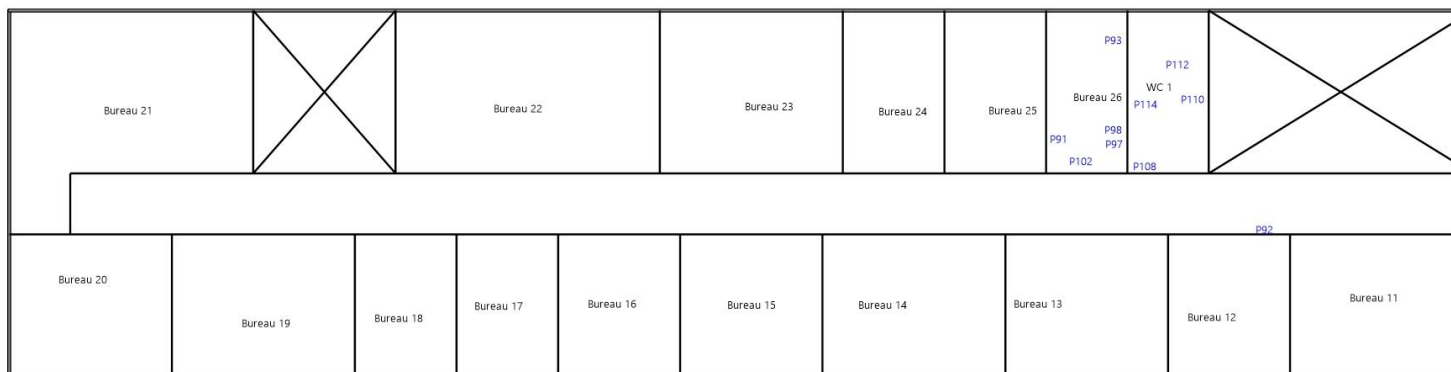 P93
P112
WC 1
Bureau 26
P114
P110
Bureau 21
Bureau 22
Bureau 23
Bureau 24
Bureau 25
P98
P91
P97
P102
P108
P92
Bureau 20
Bureau 11
Bureau 16
Bureau 15
Bureau 14
Bureau 13
Bureau 17
Bureau 18
Bureau 12
Bureau 19